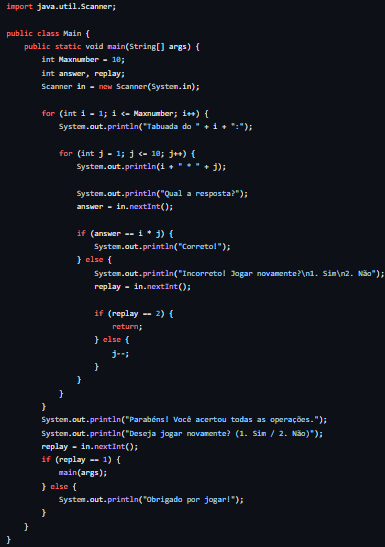 import java.util.Scanner;
public class Main {
public static void main(String[] args) {
int Maxnumber = 10;
int answer, replay;
Scanner in = new Scanner(System.in);
for (int i = 1; i <= Maxnumber; i++) {
System.out.println("Tabuada do " + i + ":");
for (int j = 1; j <= 10; j++) {
System.out.println(i + " * " + j);
System.out.println("Qual a resposta?");
answer = in.nextInt();
if (answer == i * j) {
System.out.println("Correto!");
} else {
System.out.println("Incorreto! Jogar novamente?\n1. Sim\n2. Não");
replay = in.nextInt();
if (replay == 2) {
return;
} else {
j--;
}
}
}
}
System.out.println("Parabéns! Você acertou todas as operações.");
System.out.println("Deseja jogar novamente? (1. Sim / 2. Não)");
replay = in.nextInt();
if (replay == 1) {
main(args);
} else {
System.out.println("Obrigado por jogar!");
}
}
}